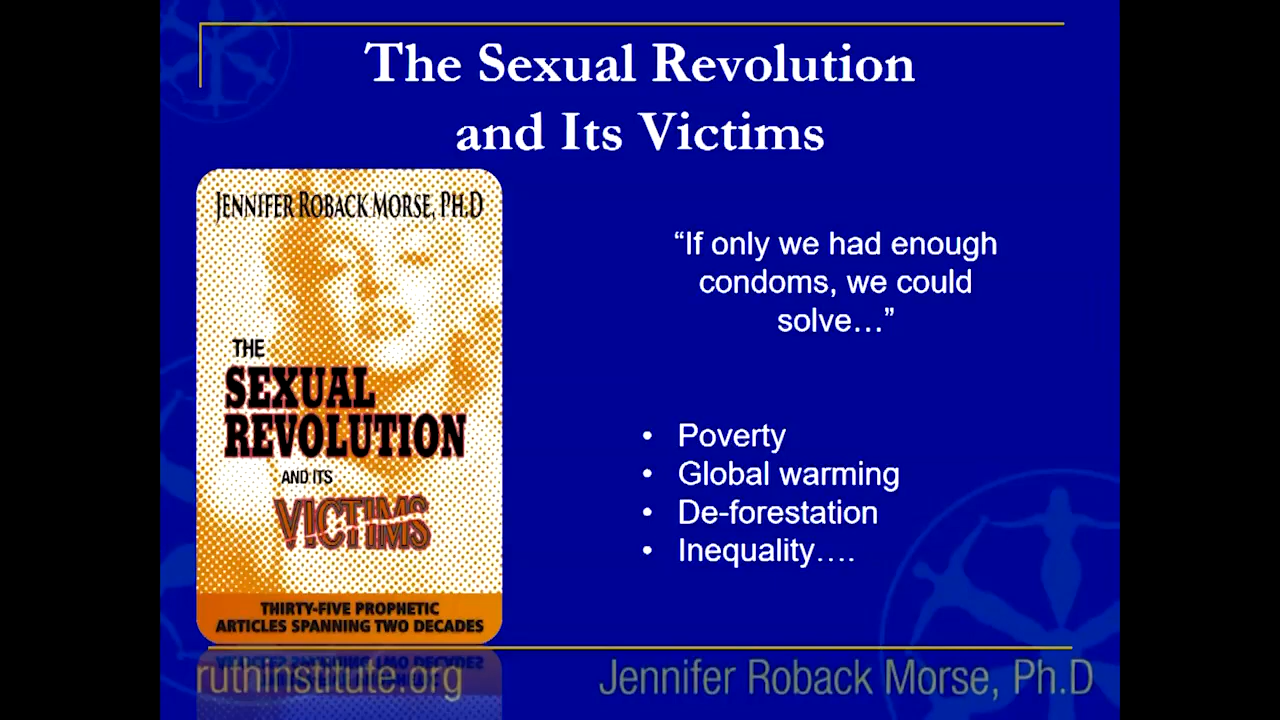 The Sexual Revolution
and Its Victims
JENNIFER ROBACK MORSE, PH.D
THE
SEXUAL
REVOLUTION
AND ITS
VICTIMS
THIRTY-FIVE PROPHETIC
ARTICLES SPANNING TWO DECADES
“If only we had enough
condoms, we could
solve…”
• Poverty
• Global warming
• De-forestation
• Inequality….
ruthinstitute.org
Jennifer Roback Morse, Ph.D